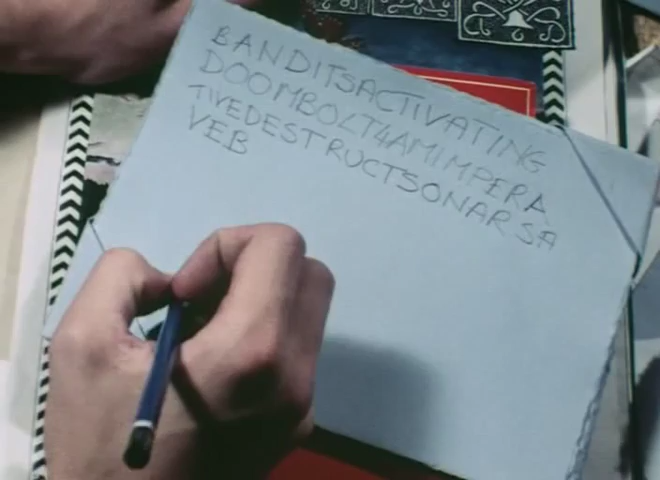 BANDITSACTIVATING
DOOMBOLT4AMIMPERA
TIVEDESTRUCTSONARSA
VEB